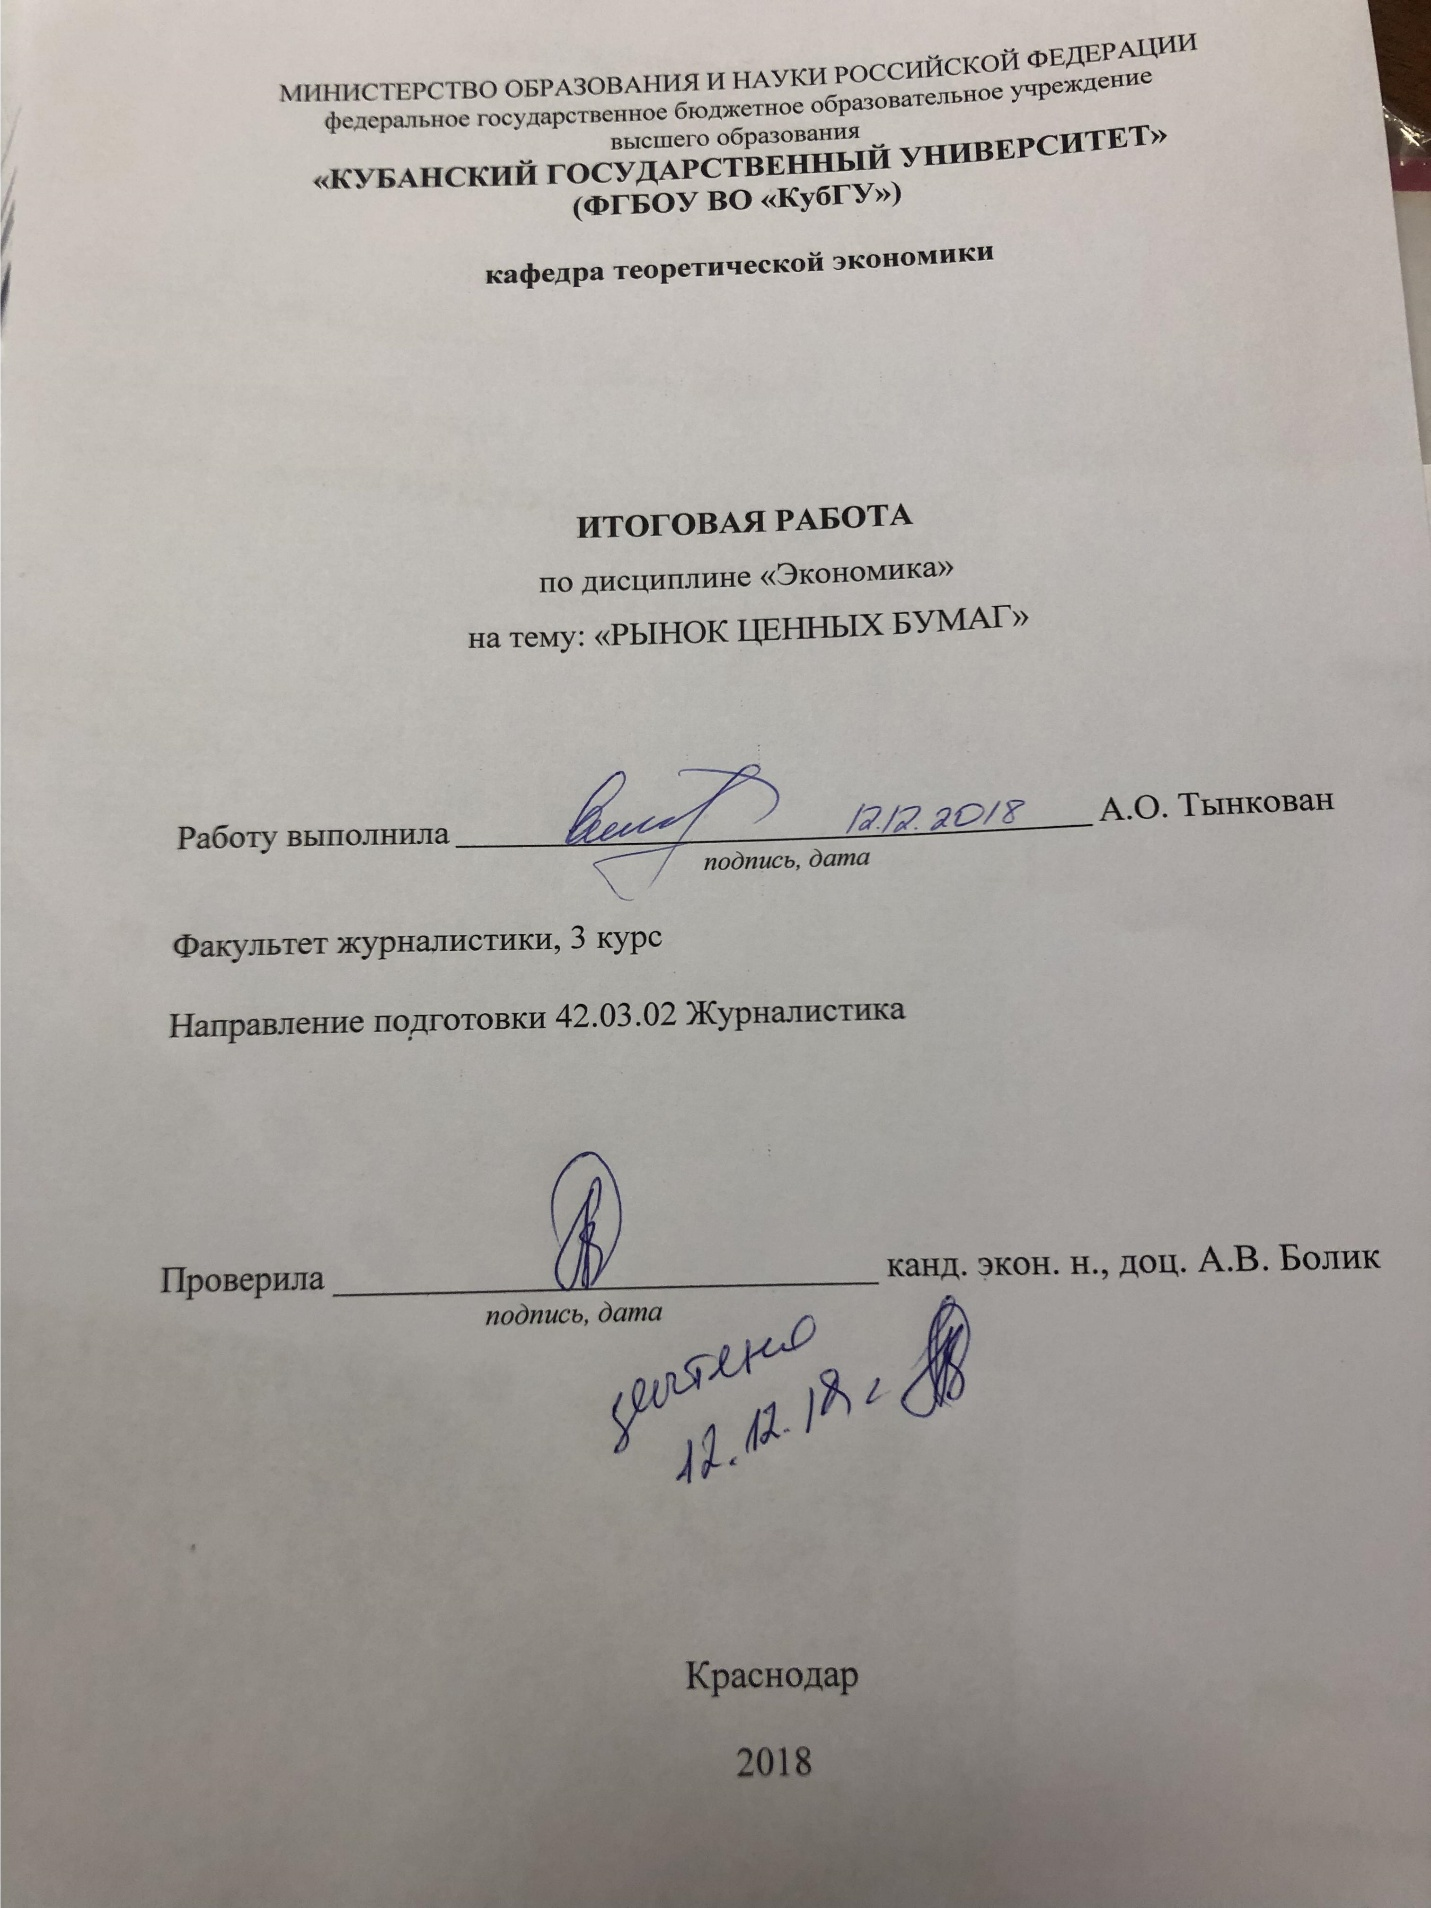 МИНИСТЕРСТВО ОБРАЗОВАНИЯ И НАУКИ РОССИЙСКОЙ ФЕДЕРАЦИИ
федеральное государственное бюджетное образовательное учреждение
высшего образования
«КУБАНСКИЙ ГОСУДАРСТВЕННЫЙ УНИВЕРСИТЕТ»
(ФГБОУ ВО «КубГУ»)
кафедра теоретической экономики
ИТОГОВАЯ РАБОТА
по дисциплине «Экономика»
на тему: «РЫНОК ЦЕННЫХ БУМАГ»
Работу выполнила 12.12.2018 А.О. Тынкован
подпись, дата
Факультет журналистики, 3 курс
Направление подготовки 42.03.02 Журналистика
Проверила канд. экон. н., доц. А.В. Болик
подпись, дата
зачтено
12.12.18 г.
Краснодар
2018